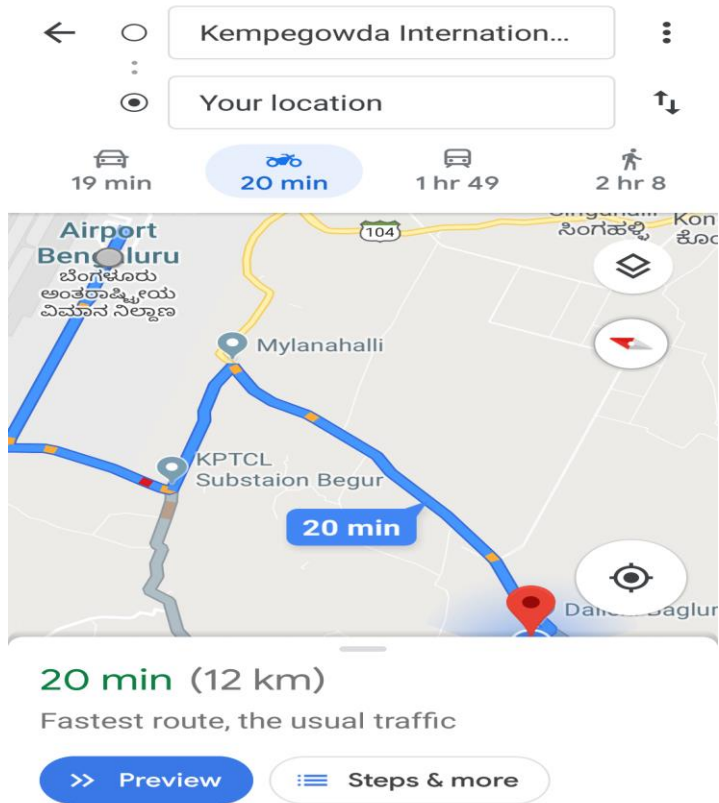 Kempegowda Internation...
Your location
19 min
20 min
1 hr 49
2 hr 8
Airport
Bengaluru
ಬೆಂಗಳೂರು
ಅಂತರಾಷ್ಟ್ರೀಯ
ವಿಮಾನ ನಿಲ್ದಾಣ
104
ಸಿಂಗಹಳ್ಳಿ
Kon
Mylanahalli
KPTCL
Substaion Begur
20 min
Baglur
20 min (12 km)
Fastest route, the usual traffic
Preview
Steps & more